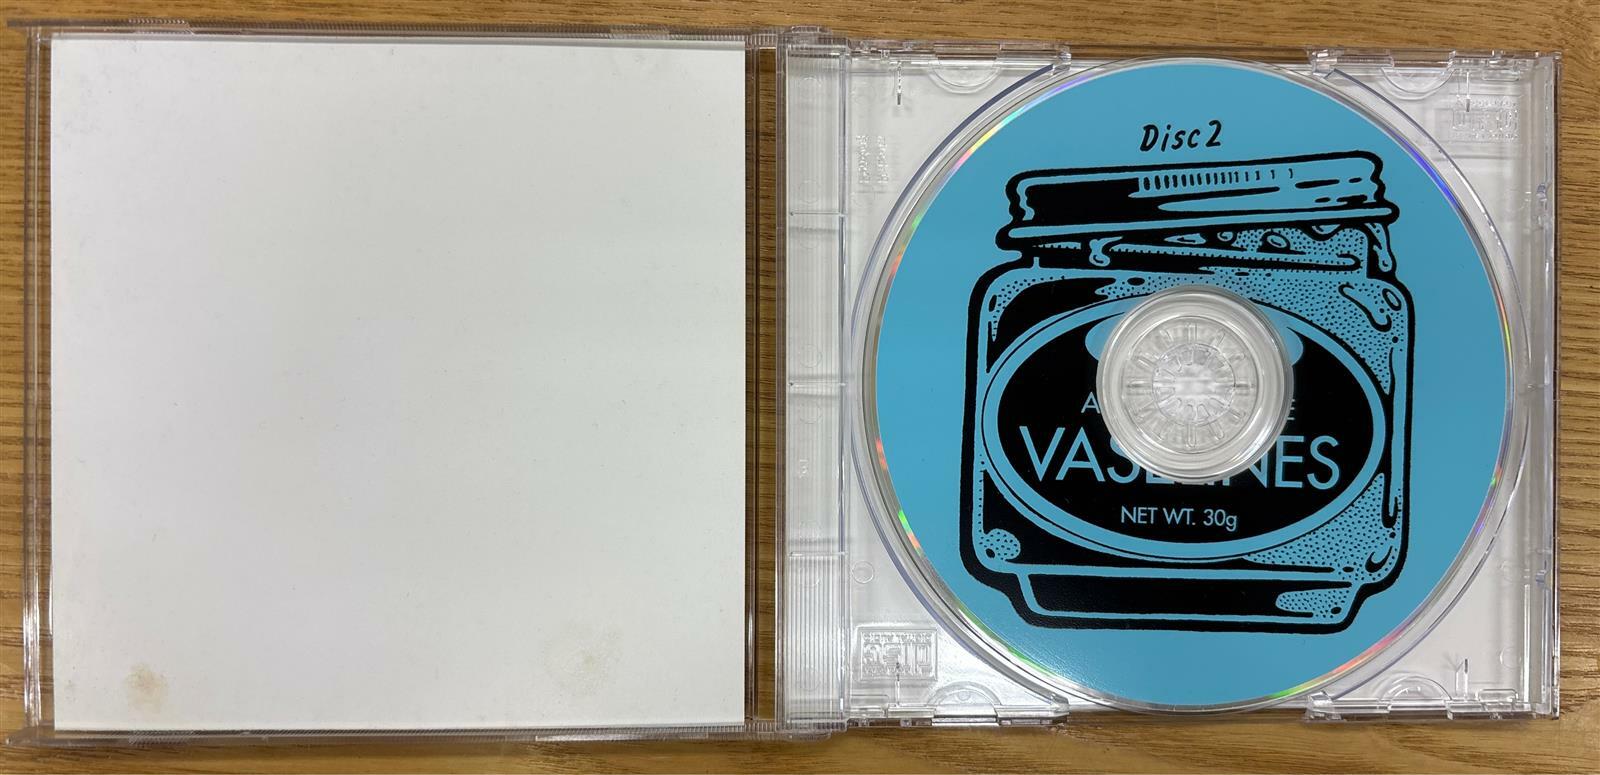 Disc 2
VASELINES
NET WT. 30g